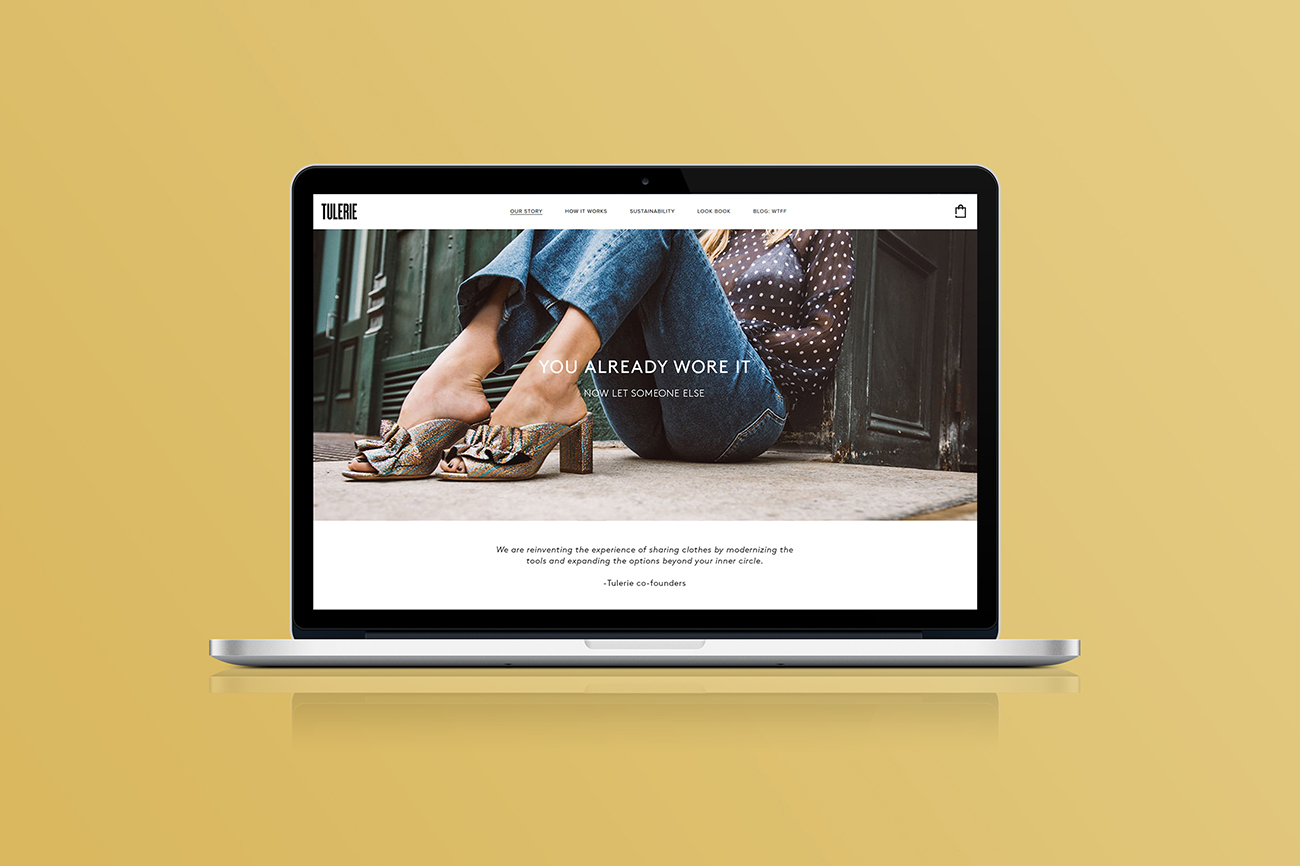 TULERIE
OUR STORY
HOW IT WORKS
SUSTAINABILITY
LOOK BOOK
BLOG: WTFF
YOU ALREADY WORE IT
NOW LET SOMEONE ELSE
We are reinventing the experience of sharing clothes by modernizing the
tools and expanding the options beyond your inner circle.
-Tulerie co-founders